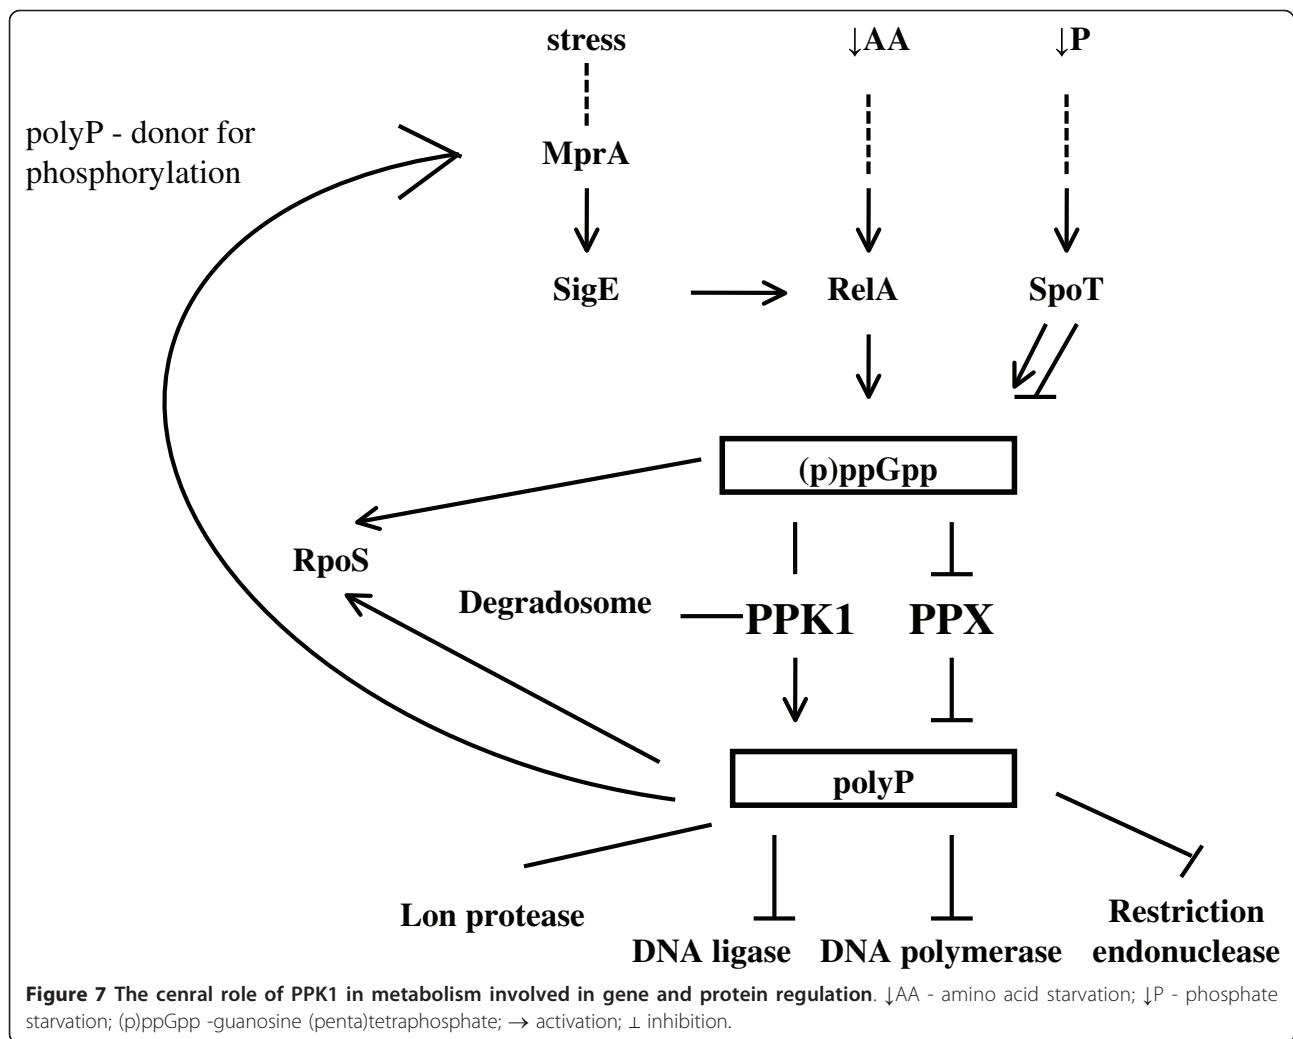 stress
↓AA
↓P
polyP - donor for
phosphorylation
MprA
SigE
RelA
SpoT
(p)ppGpp
RpoS
Degradosome
PPK1
PPX
polyP
Lon protease
DNA ligase
DNA polymerase
Restriction
endonuclease
Figure 7 The cenral role of PPK1 in metabolism involved in gene and protein regulation. ↓AA - amino acid starvation; ↓P - phosphate
starvation; (p)ppGpp -guanosine (penta)tetraphosphate; → activation; ⊥ inhibition.